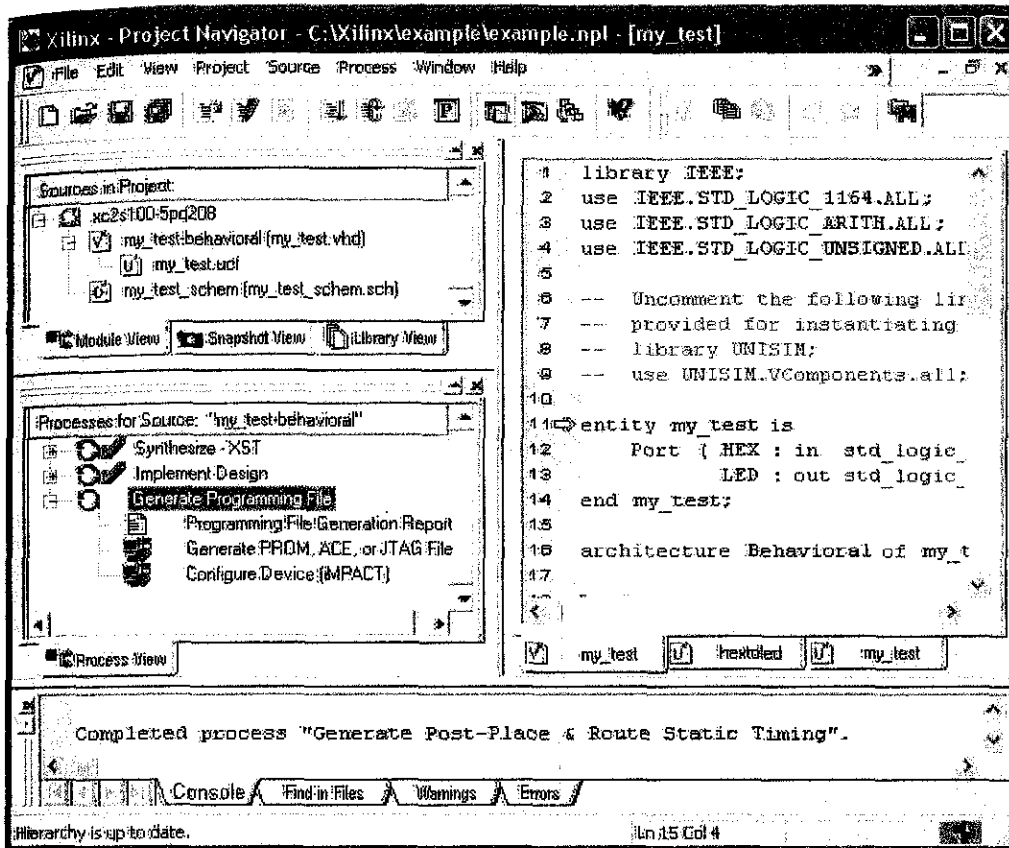 Xilinx - Project Navigator - C:\Xilinx\example\example.npl - [my_test]
File Edit View Project Source Process Window Help
Sources in Project:
xc2s100-5pq208
my_test-behavioral (my_test.vhd)
my_test.ucf
my_test_schem (my_test_schem.sch)
Module View Snapshot View Library View
Processes for Source: "my_test-behavioral"
Synthesize - XST
Implement Design
Generate Programming File
Programming File Generation Report
Generate PROM, ACE, or JTAG File
Configure Device (iMPACT)
Process View
1 library IEEE;
2 use IEEE.STD_LOGIC_1164.ALL;
3 use IEEE.STD_LOGIC_ARITH.ALL;
4 use IEEE.STD_LOGIC_UNSIGNED.ALL
5
6 -- Uncomment the following lin
7 -- provided for instantiating
8 -- library UNISIM;
9 -- use UNISIM.VComponents.all;
10
11 entity my_test is
12 Port ( HEX : in std_logic_
13 LED : out std_logic_
14 end my_test;
15
16 architecture Behavioral of my_t
17
my_test hextoled my_test
Completed process "Generate Post-Place & Route Static Timing".
Console Find in Files Warnings Errors
Hierarchy is up to date. Ln 15 Col 4